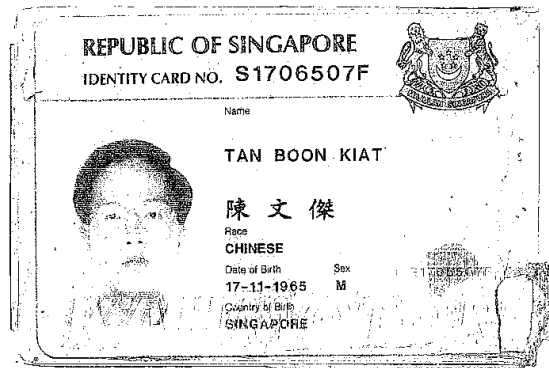 REPUBLIC OF SINGAPORE
IDENTITY CARD NO. S1706507F
Name
TAN BOON KIAT
陳文傑
Race
CHINESE
Date of Birth Sex
17-11-1965 M
Country of Birth
SINGAPORE